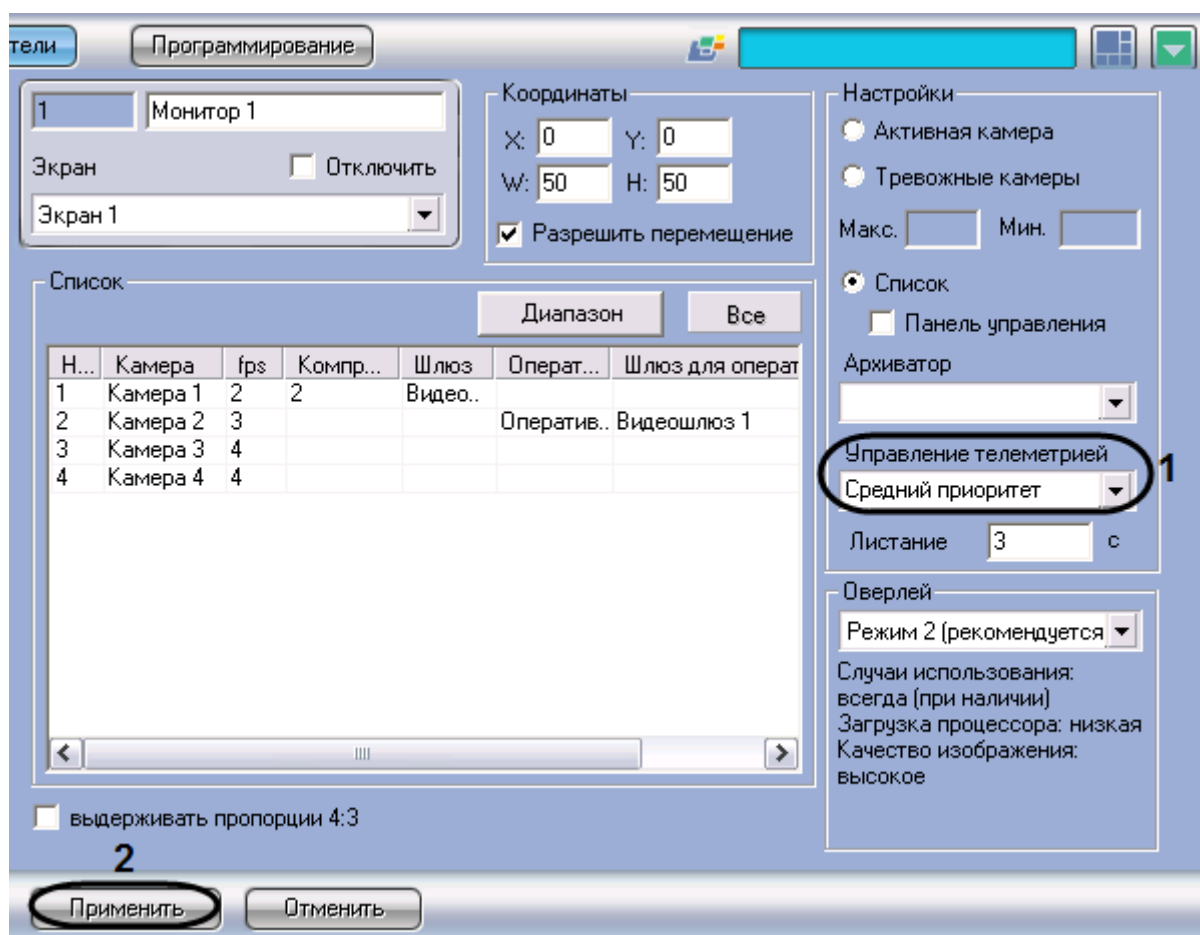 тели Программирование
1 Монитор 1
Экран Отключить
Экран 1
Координаты
X: 0 Y: 0
W: 50 H: 50
Разрешить перемещение
Список
Диапазон Все
Н... Камера fps Компр... Шлюз Операт... Шлюз для операт
1 Камера 1 2 2 Видео..
2 Камера 2 3 Оператив.. Видеошлюз 1
3 Камера 3 4
4 Камера 4 4
выдерживать пропорции 4:3
Настройки
Активная камера
Тревожные камеры
Макс. Мин.
Список
Панель управления
Архиватор
Управление телеметрией
Средний приоритет
1
Листание 3 с
Оверлей
Режим 2 (рекомендуется
Случаи использования:
всегда (при наличии)
Загрузка процессора: низкая
Качество изображения:
высокое
2
Применить Отменить